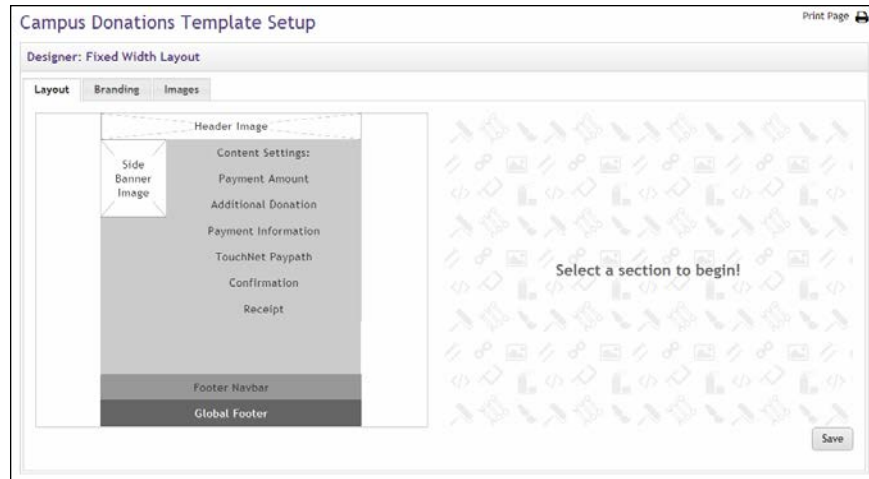 Campus Donations Template Setup
Print Page
Designer: Fixed Width Layout
Layout
Branding
Images
Header Image
Side
Banner
Image
Content Settings:
Payment Amount
Additional Donation
Payment Information
TouchNet Paypath
Confirmation
Receipt
Footer Navbar
Global Footer
Select a section to begin!
Save